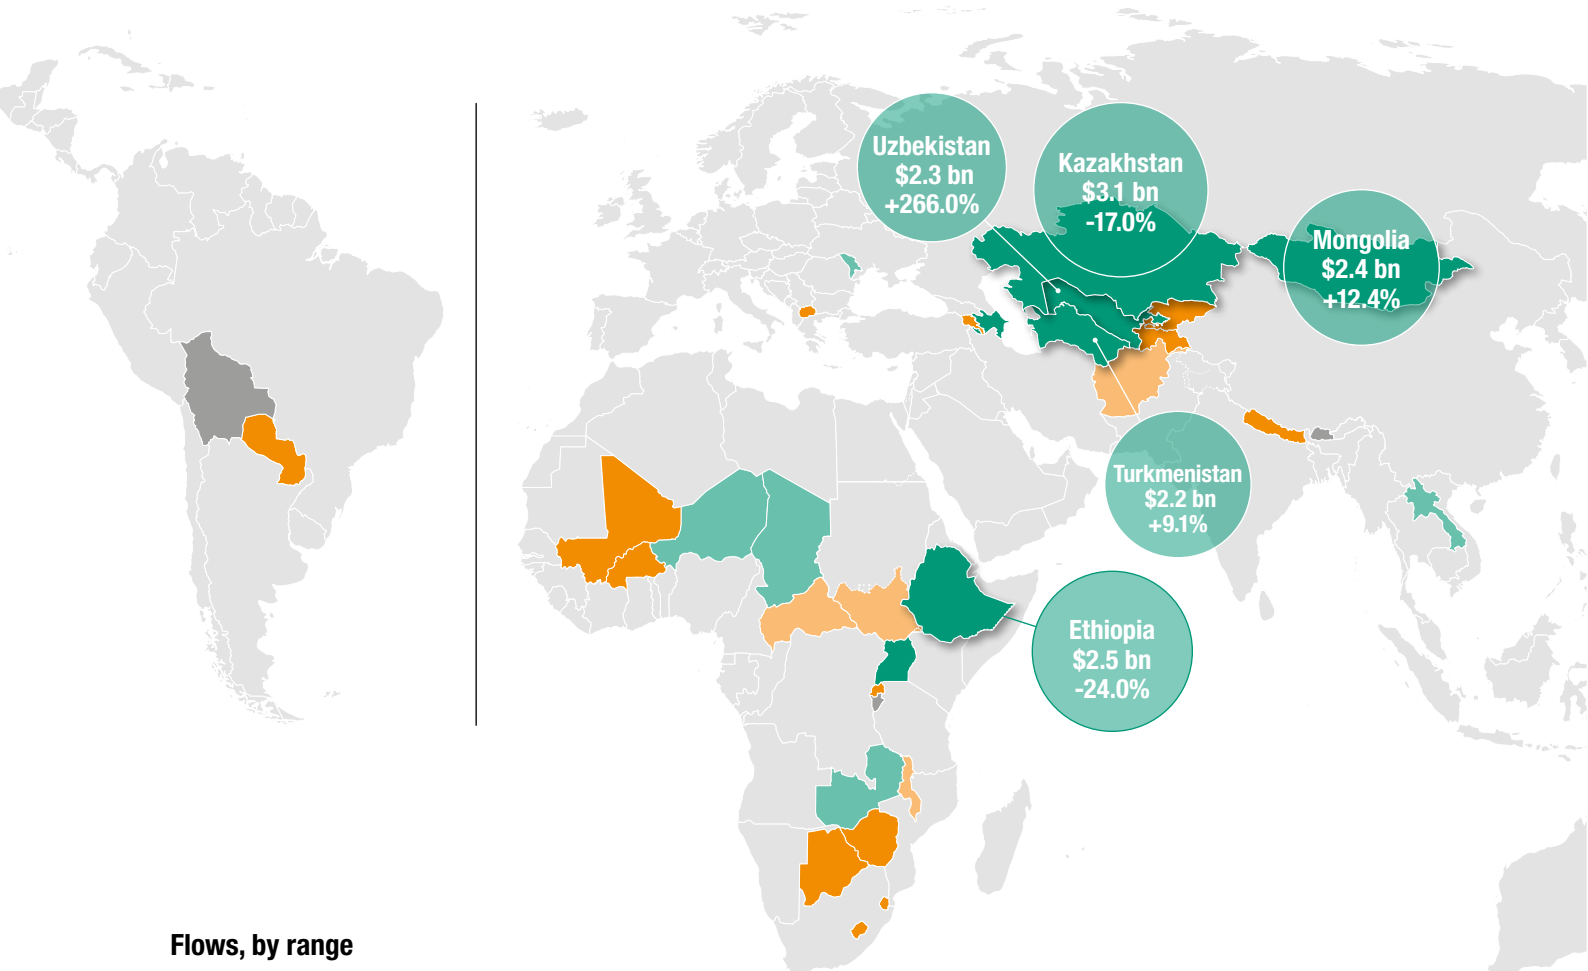 Uzbekistan
$2.3 bn
+266.0%
Kazakhstan
$3.1 bn
-17.0%
Mongolia
$2.4 bn
+12.4%
Turkmenistan
$2.2 bn
+9.1%
Ethiopia
$2.5 bn
-24.0%
Flows, by range